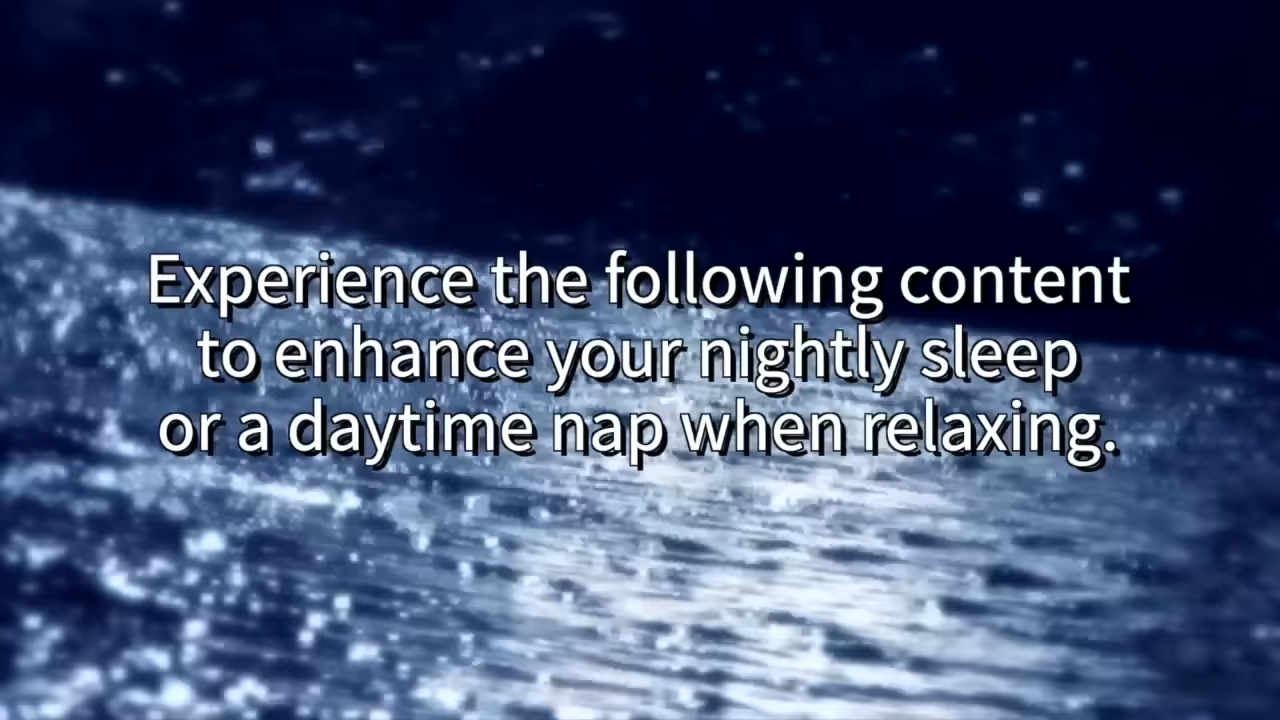 Experience the following content
to enhance your nightly sleep
or a daytime nap when relaxing.